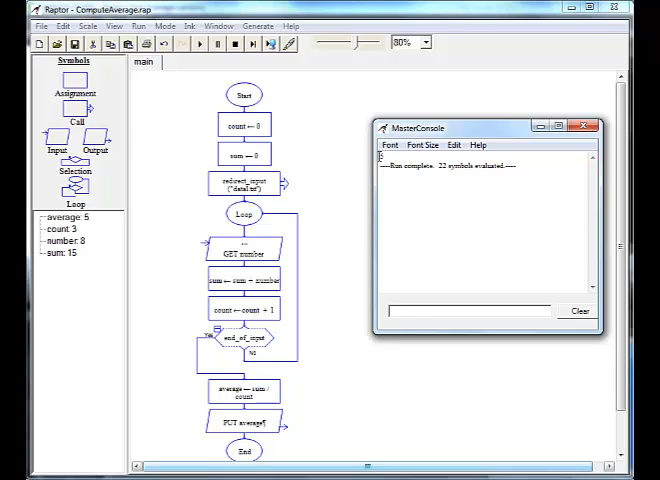 Raptor - ComputeAverage.rap
File Edit Scale View Run Mode Ink Window Generate Help
80%
Symbols
Assignment
Call
Input Output
Selection
Loop
average: 5
count: 3
number: 8
sum: 15
main
Start
count ← 0
sum ← 0
redirect_input
("data1.txt")
Loop
GET number
sum ← sum + number
count ← count + 1
end_of_input
Yes
No
average ← sum /
count
PUT average¶
End
MasterConsole
Font Font Size Edit Help
5
----Run complete. 22 symbols evaluated.----
Clear